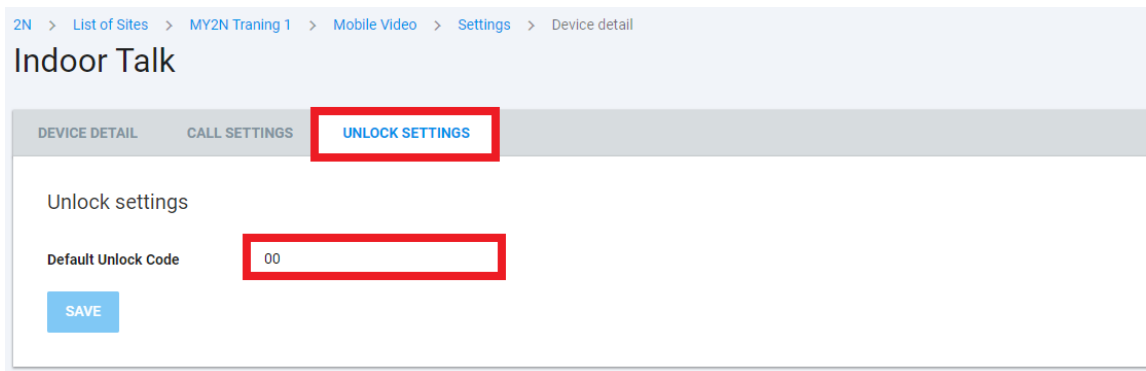 2N > List of Sites > MY2N Traning 1 > Mobile Video > Settings > Device detail
Indoor Talk
DEVICE DETAIL CALL SETTINGS UNLOCK SETTINGS
Unlock settings
Default Unlock Code 00
SAVE